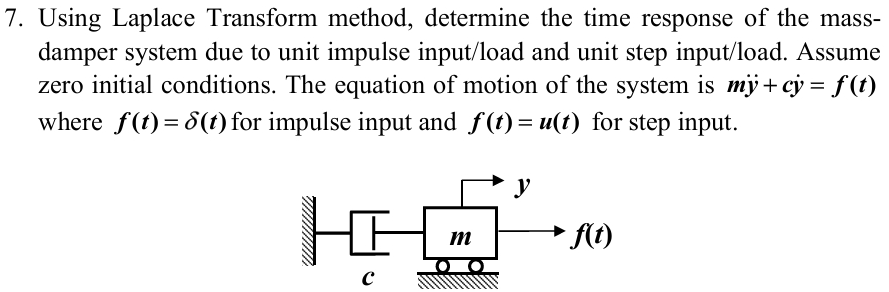 7. Using Laplace Transform method, determine the time response of the mass-
damper system due to unit impulse input/load and unit step input/load. Assume
zero initial conditions. The equation of motion of the system is mÿ + cẏ = f(t)
where f(t) = δ(t) for impulse input and f(t) = u(t) for step input.
y
m
f(t)
c